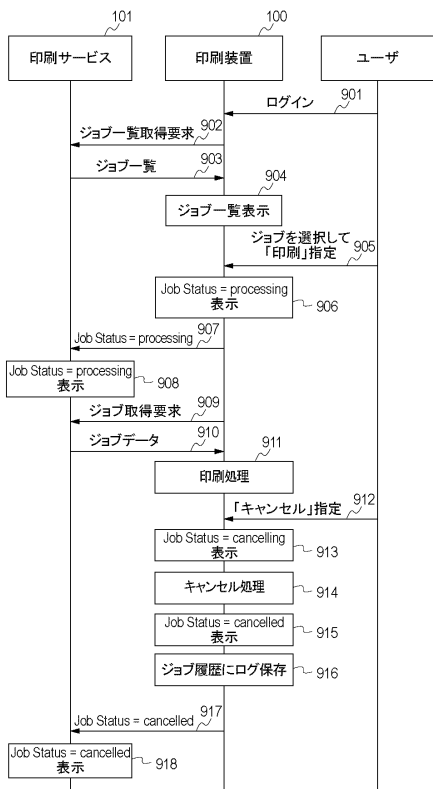 101
100
印刷サービス
印刷装置
ユーザ
ログイン
901
ジョブ一覧取得要求
902
ジョブ一覧
903
904
ジョブ一覧表示
ジョブを選択して
「印刷」指定
905
Job Status = processing
表示
906
Job Status = processing
907
Job Status = processing
表示
908
ジョブ取得要求
909
ジョブデータ
910
911
印刷処理
「キャンセル」指定
912
Job Status = cancelling
表示
913
キャンセル処理
914
Job Status = cancelled
表示
915
ジョブ履歴にログ保存
916
Job Status = cancelled
917
Job Status = cancelled
表示
918